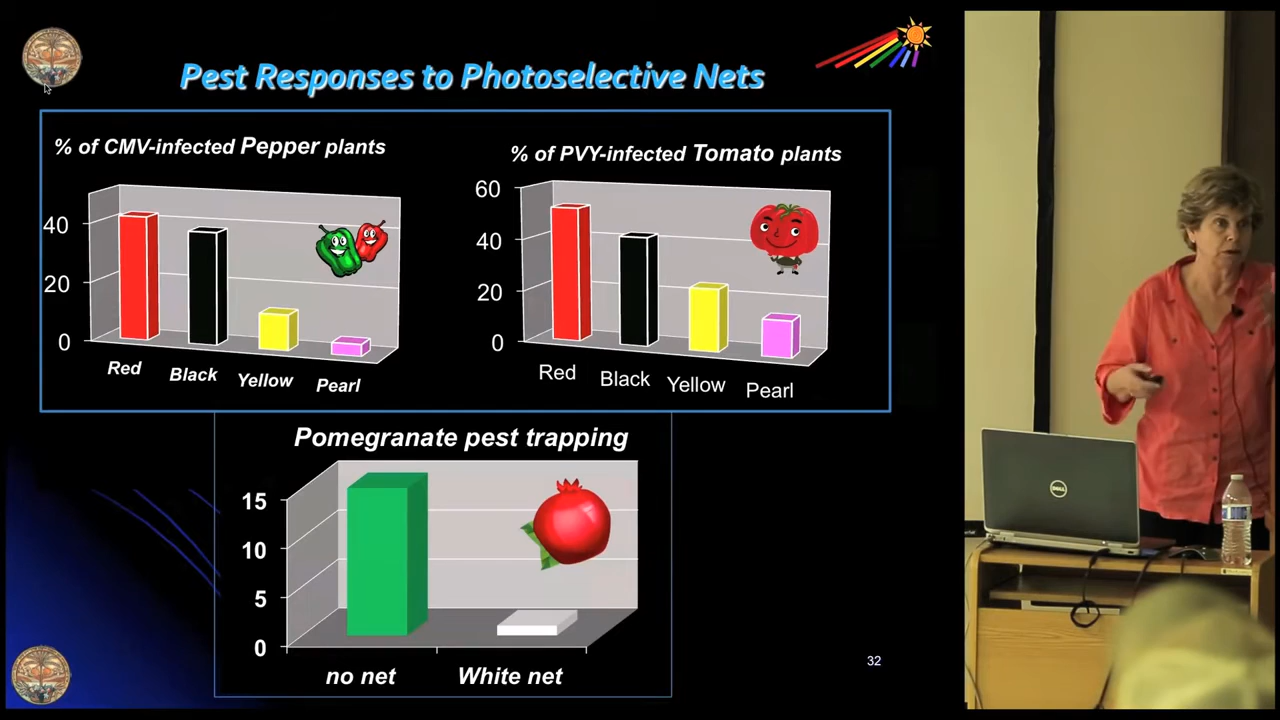 Pest Responses to Photoselective Nets
% of CMV-infected Pepper plants
40
20
0
Red
Black
Yellow
Pearl
% of PVY-infected Tomato plants
60
40
20
0
Red
Black
Yellow
Pearl
Pomegranate pest trapping
15
10
5
0
no net
White net
32
DELL